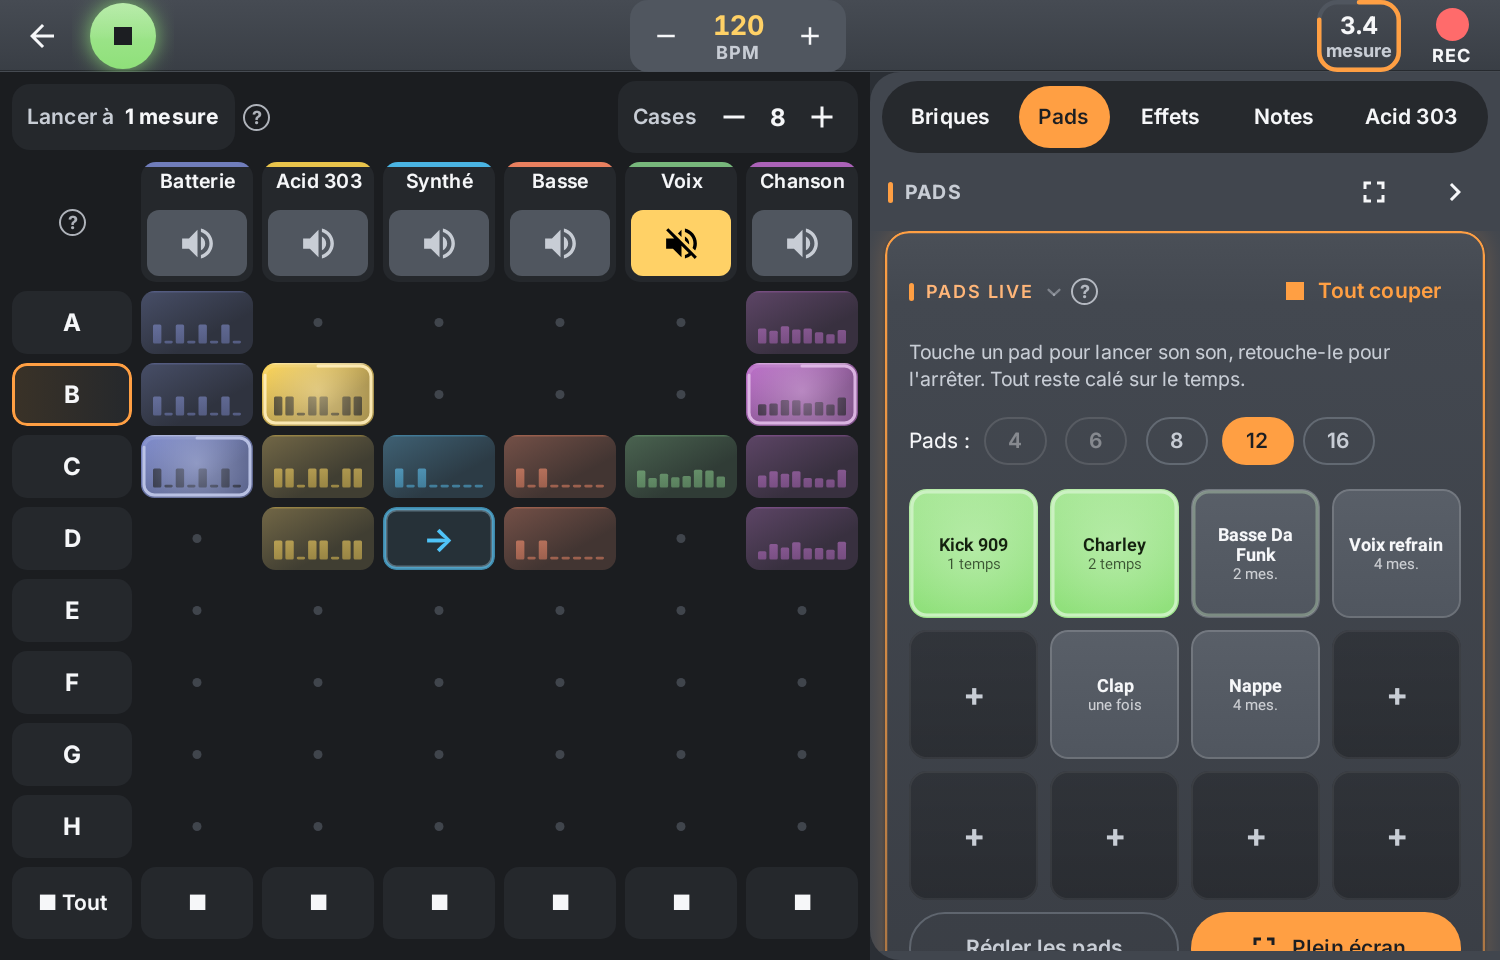 120
BPM
3.4
mesure
REC
Lancer à 1 mesure ?
Cases 8
Briques Pads Effets Notes Acid 303
PADS
?
Batterie Acid 303 Synthé Basse Voix Chanson
A
B
C
D
E
F
G
H
Tout
PADS LIVE ? Tout couper
Touche un pad pour lancer son son, retouche-le pour
l'arrêter. Tout reste calé sur le temps.
Pads : 4 6 8 12 16
Kick 909
1 temps
Charley
2 temps
Basse Da
Funk
2 mes.
Voix refrain
4 mes.
Clap
une fois
Nappe
4 mes.
Régler les pads Plein écran